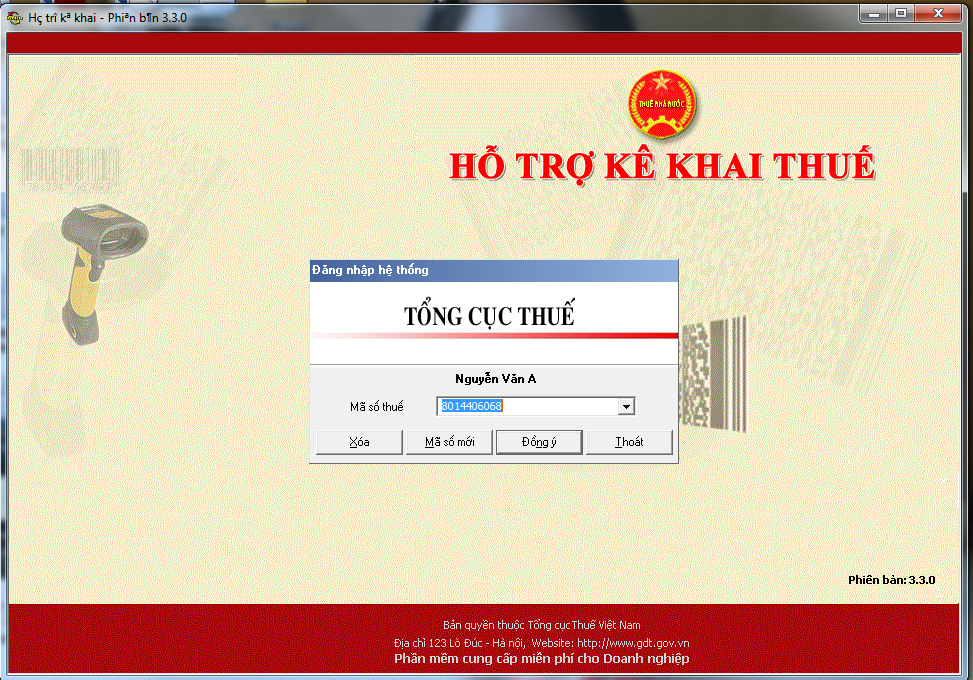 Hç trî kª khai - Phiªn b¶n 3.3.0
THUẾ NHÀ NƯỚC
HỖ TRỢ KÊ KHAI THUẾ
Đăng nhập hệ thống
TỔNG CỤC THUẾ
Nguyễn Văn A
Mã số thuế
8014406068
Xóa
Mã số mới
Đồng ý
Thoát
Phiên bản: 3.3.0
Bản quyền thuộc Tổng cục Thuế Việt Nam
Địa chỉ 123 Lò Đúc - Hà nội, Website: http://www.gdt.gov.vn
Phần mềm cung cấp miễn phí cho Doanh nghiệp